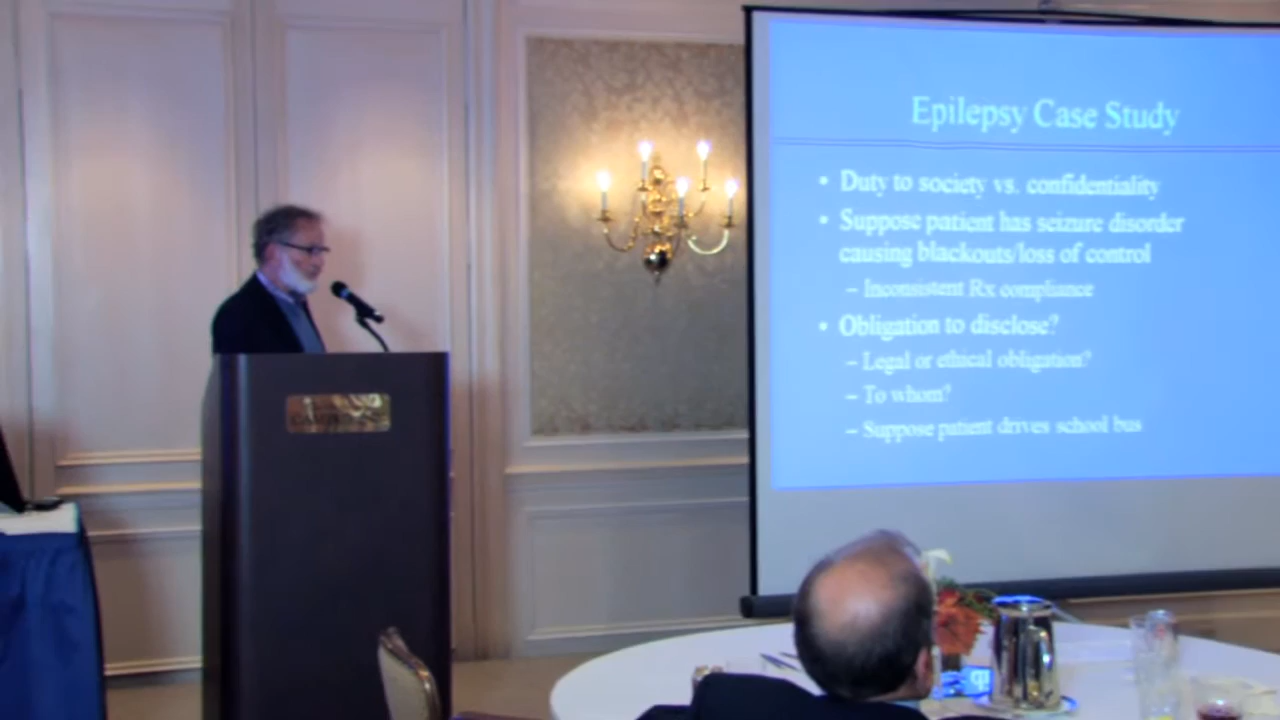 Epilepsy Case Study
• Duty to society vs. confidentiality
• Suppose patient has seizure disorder
causing blackouts/loss of control
– Inconsistent Rx compliance
• Obligation to disclose?
– Legal or ethical obligation?
– To whom?
– Suppose patient drives school bus